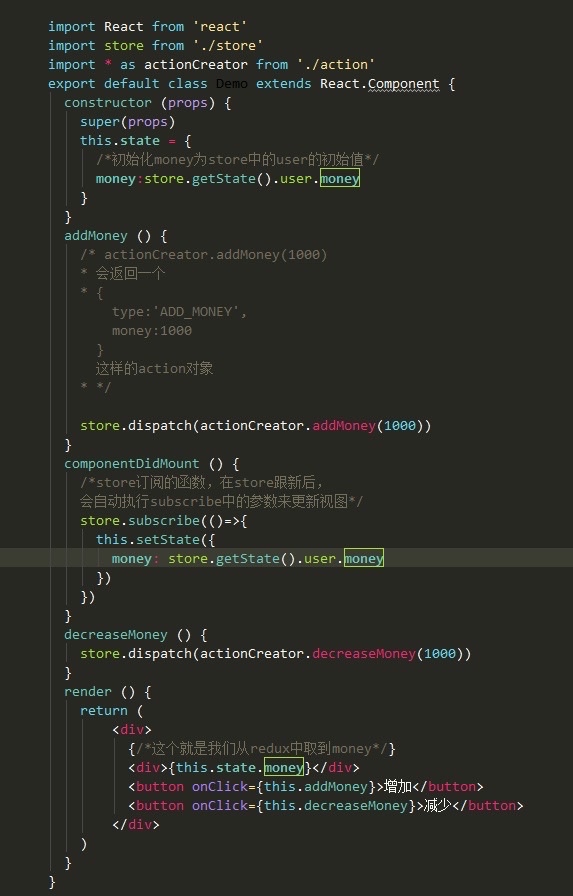 import React from 'react'
import store from './store'
import * as actionCreator from './action'
export default class Demo extends React.Component {
constructor (props) {
super(props)
this.state = {
/*初始化money为store中的user的初始值*/
money:store.getState().user.money
}
}
addMoney () {
/* actionCreator.addMoney(1000)
* 会返回一个
* {
type:'ADD_MONEY',
money:1000
}
这样的action对象
* */
store.dispatch(actionCreator.addMoney(1000))
}
componentDidMount () {
/*store订阅的函数，在store跟新后，
会自动执行subscribe中的参数来更新视图*/
store.subscribe(()=>{
this.setState({
money: store.getState().user.money
})
})
}
decreaseMoney () {
store.dispatch(actionCreator.decreaseMoney(1000))
}
render () {
return (
<div>
{/*这个就是我们从redux中取到money*/}
<div>{this.state.money}</div>
<button onClick={this.addMoney}>增加</button>
<button onClick={this.decreaseMoney}>减少</button>
</div>
)
}
}